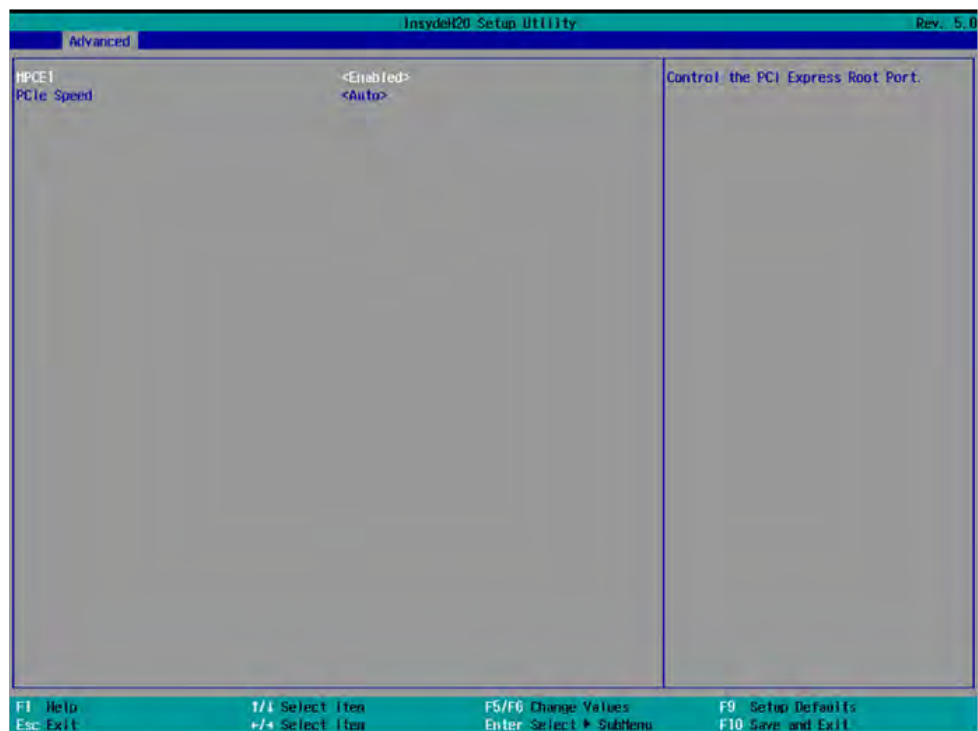 InsydeH20 Setup Utility Rev. 5.0
Advanced
MPCE1 <Enabled> Control the PCI Express Root Port.
PCIe Speed <Auto>
F1 Help ↑/↓ Select Item F5/F6 Change Values F9 Setup Defaults
Esc Exit ←/→ Select Item Enter Select ▶ SubMenu F10 Save and Exit